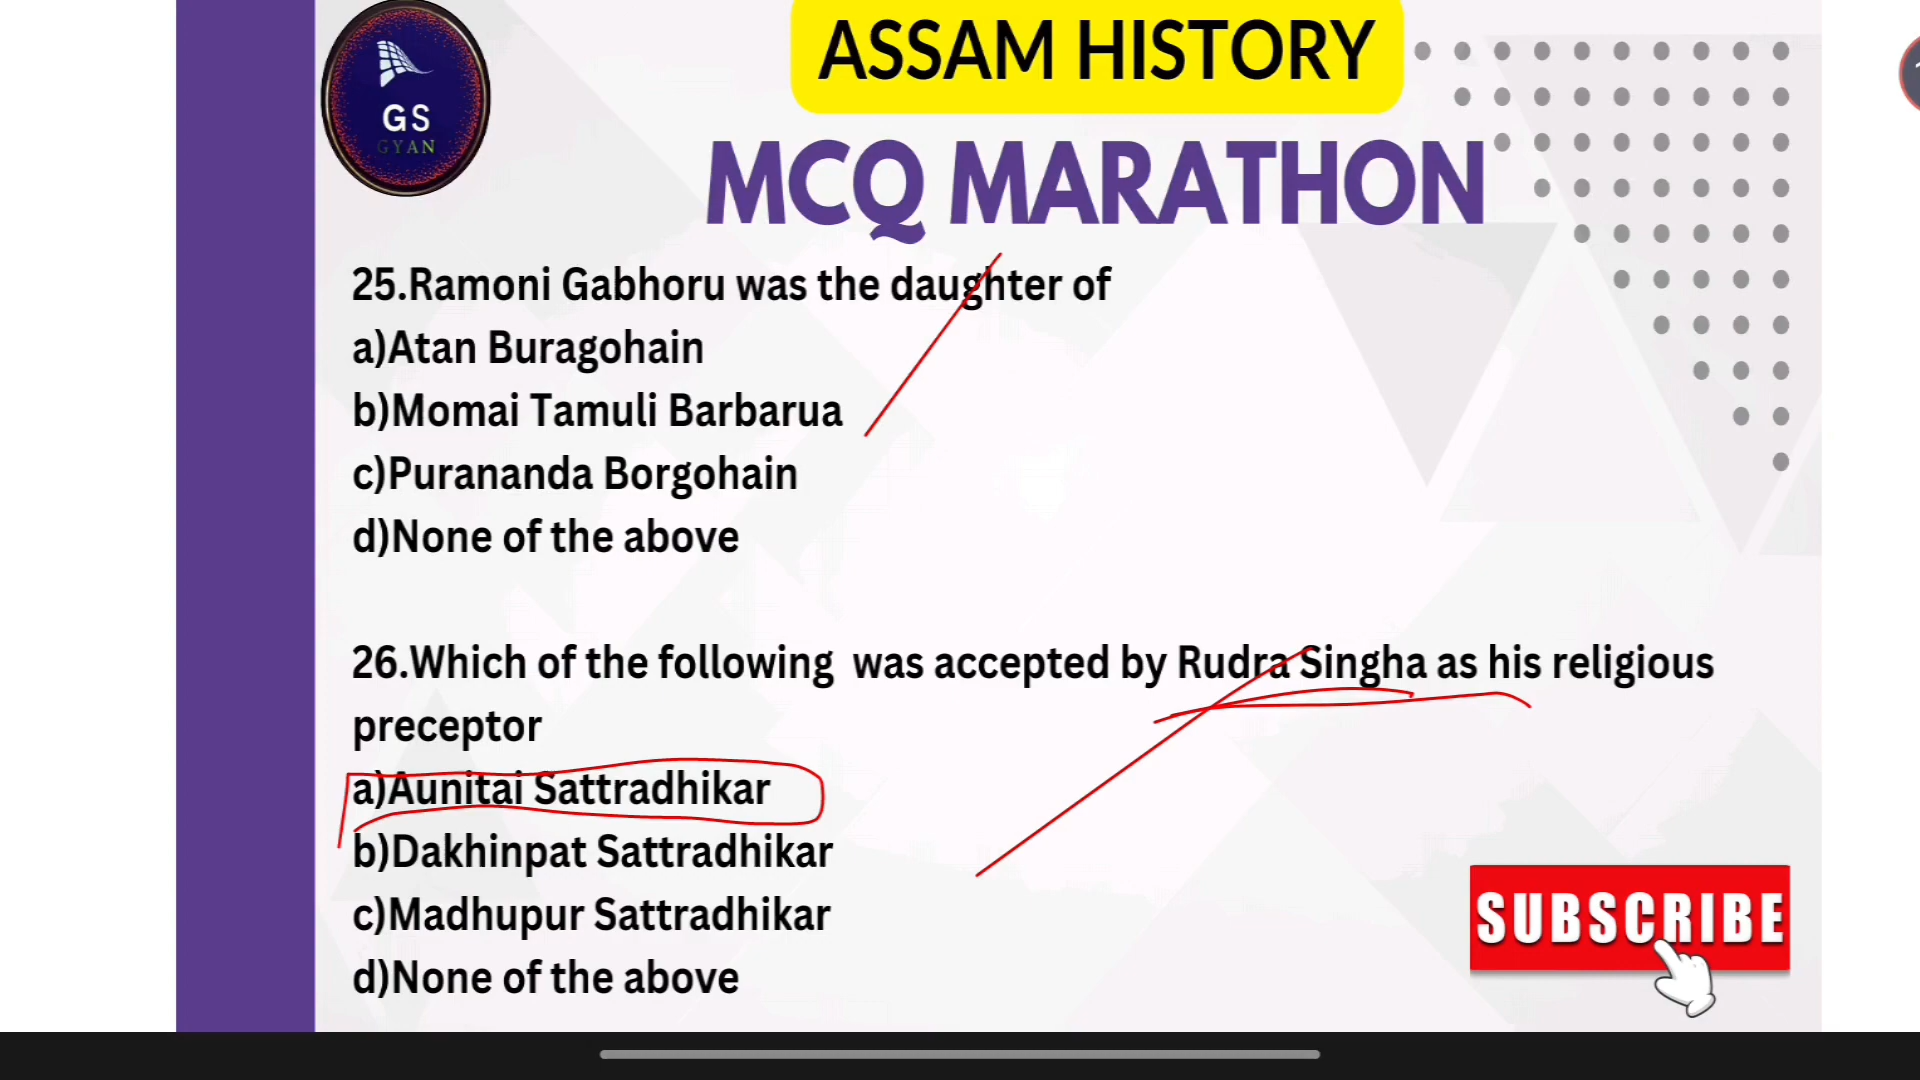 GS
GYAN
ASSAM HISTORY
MCQ MARATHON
25.Ramoni Gabhoru was the daughter of
a)Atan Buragohain
b)Momai Tamuli Barbarua
c)Purananda Borgohain
d)None of the above
26.Which of the following was accepted by Rudra Singha as his religious
preceptor
a)Aunitai Sattradhikar
b)Dakhinpat Sattradhikar
c)Madhupur Sattradhikar
d)None of the above
SUBSCRIBE